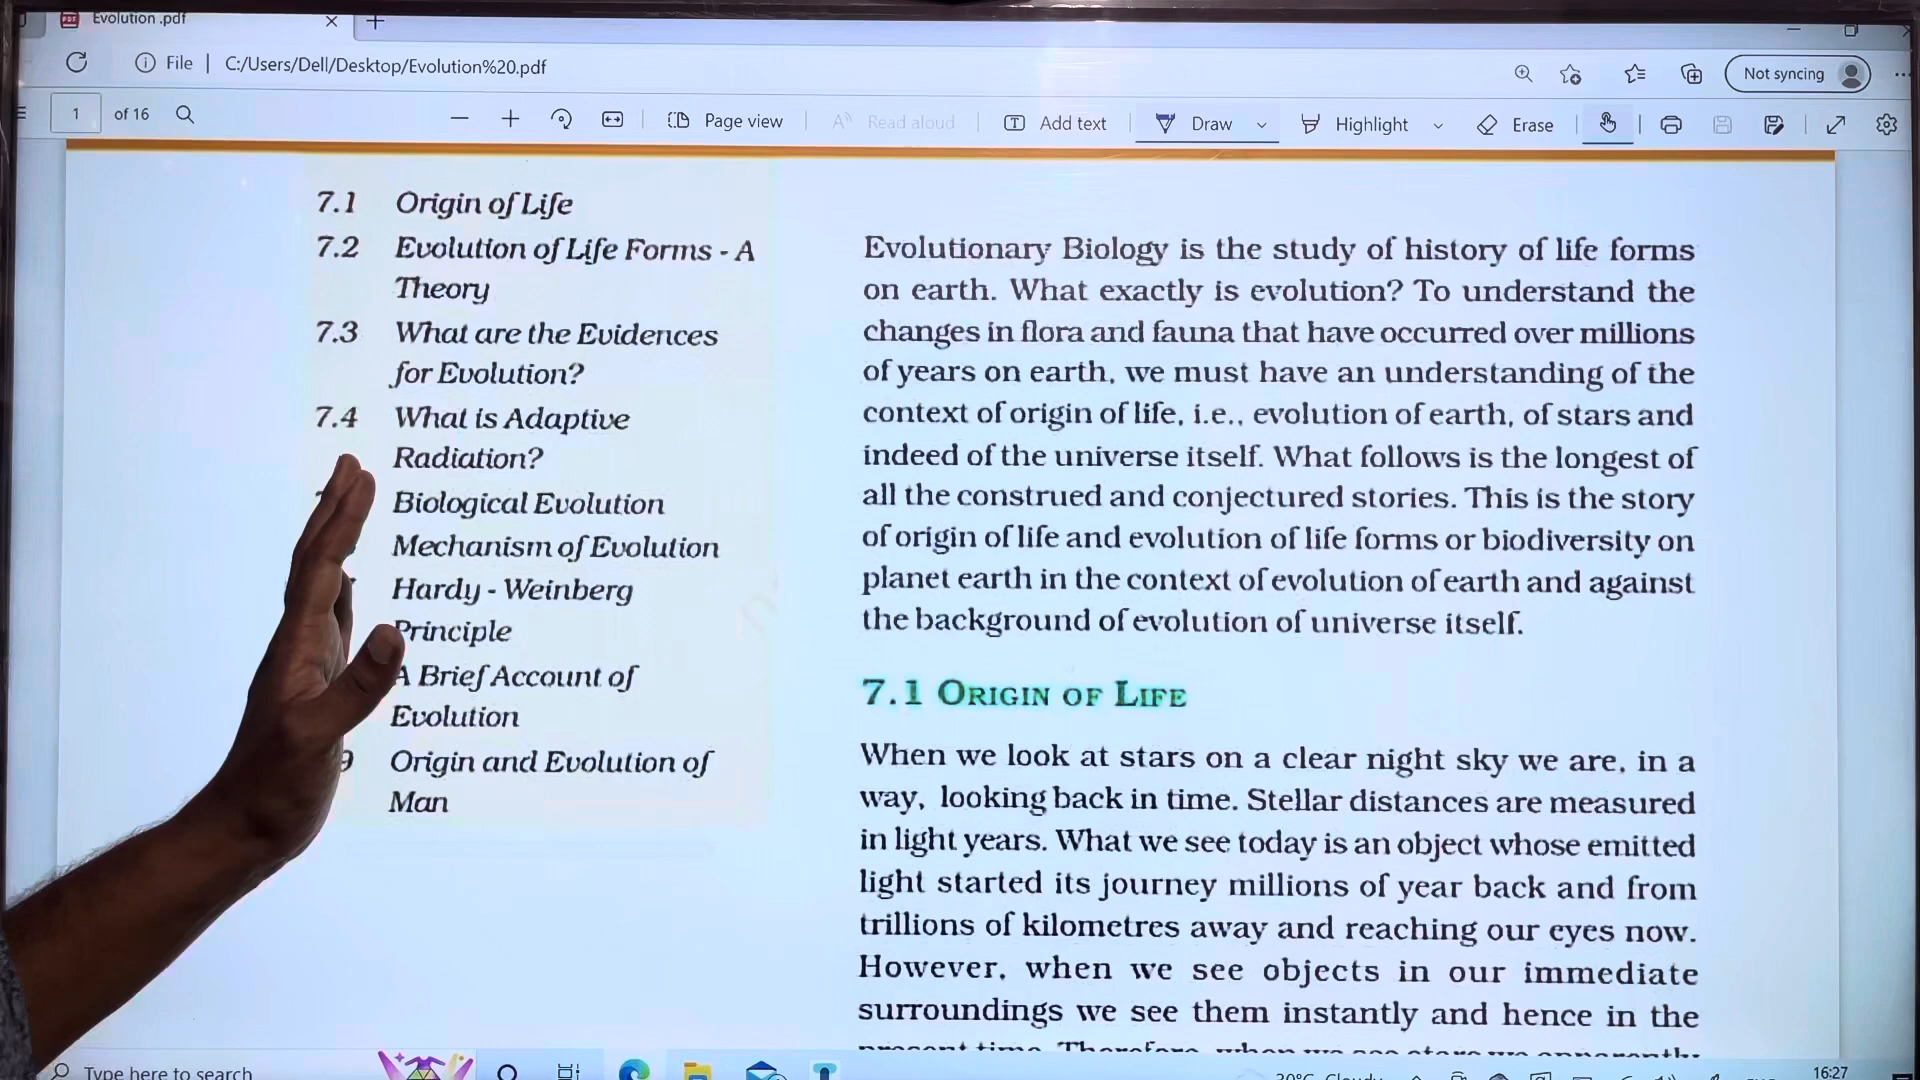 Evolution .pdf
File | C:/Users/Dell/Desktop/Evolution%20.pdf
Not syncing
1 of 16
Page view
Read aloud
Add text
Draw
Highlight
Erase
7.1 Origin of Life
7.2 Evolution of Life Forms - A
Theory
7.3 What are the Evidences
for Evolution?
7.4 What is Adaptive
Radiation?
Biological Evolution
Mechanism of Evolution
Hardy - Weinberg
Principle
A Brief Account of
Evolution
9 Origin and Evolution of
Man
Evolutionary Biology is the study of history of life forms
on earth. What exactly is evolution? To understand the
changes in flora and fauna that have occurred over millions
of years on earth, we must have an understanding of the
context of origin of life, i.e., evolution of earth, of stars and
indeed of the universe itself. What follows is the longest of
all the construed and conjectured stories. This is the story
of origin of life and evolution of life forms or biodiversity on
planet earth in the context of evolution of earth and against
the background of evolution of universe itself.
7.1 ORIGIN OF LIFE
When we look at stars on a clear night sky we are, in a
way, looking back in time. Stellar distances are measured
in light years. What we see today is an object whose emitted
light started its journey millions of year back and from
trillions of kilometres away and reaching our eyes now.
However, when we see objects in our immediate
surroundings we see them instantly and hence in the
present time. Therefore, when we see stars we apparently
Type here to search
16:27